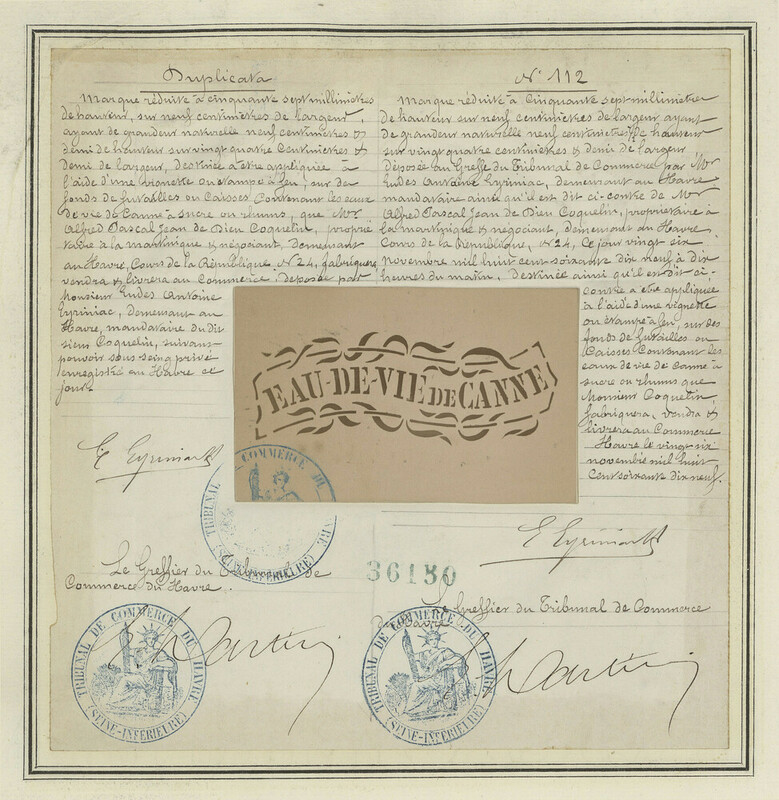 Duplicata
Marque réduite à cinquante sept millimètres
de hauteur, sur neuf centimètres de largeur,
ayant de grandeur naturelle neuf centimètres &
demi de hauteur sur vingt quatre centimètres &
demi de largeur, destinée à être appliquée à
l'aide d'une vignette ou étampe à feu, sur des
fonds de futailles ou Caisses Contenant les eaux
de vie de Canne à sucre ou rhums, que Mr
Alfred Pascal Jean de Dieu Coquelin, proprié
taire à la martinique & négociant, demeurant
au Havre, Cours de la République, N° 24, fabriquera
vendra & livrera au Commerce; Déposée par
Monsieur Eudes Antoine
Eyriniac, demeurant au
Havre, mandataire du dit
sieur Coquelin, suivant
pouvoir sous seing privé
enregistré au Havre ce
jour.
E Eyriniac
Le Greffier du Tribunal de
Commerce du Havre.
N° 112
Marque réduite à Cinquante sept millimètres
de hauteur sur neuf centimètres de largeur ayant
de grandeur naturelle neuf centimètres de hauteur
sur vingt quatre centimètres & demi de largeur
Déposée au Greffe du Tribunal de Commerce par Mr
Eudes Antoine Eyriniac, demeurant au Havre
mandataire ainsi qu'il est dit ci-contre de Mr
Alfred Pascal Jean de Dieu Coquelin, propriétaire à
la martinique & négociant, demeurant au Havre
Cours de la République, N° 24, Ce jour vingt six
novembre mil huit cent soixante dix neuf à dix
heures du matin. Destinée ainsi qu'il est dit ci-
contre à être appliquée
à l'aide d'une vignette
ou étampe à feu, sur des
fonds de futailles ou
Caisses Contenant les
eaux de vie de canne à
sucre ou rhums que
Monsieur Coquelin
fabriquera, vendra &
livrera au Commerce
Havre le vingt six
novembre mil huit
Cent soixante dix neuf.
E Eyriniac
36130
Le Greffier du Tribunal de Commerce
du Havre
EAU-DE-VIE DE CANNE
TRIBUNAL DE COMMERCE DU HAVRE
(SEINE-INFÉRIEURE)
TRIBUNAL DE COMMERCE DU HAVRE
(SEINE-INFÉRIEURE)
TRIBUNAL DE COMMERCE DU HAVRE
(SEINE-INFÉRIEURE)